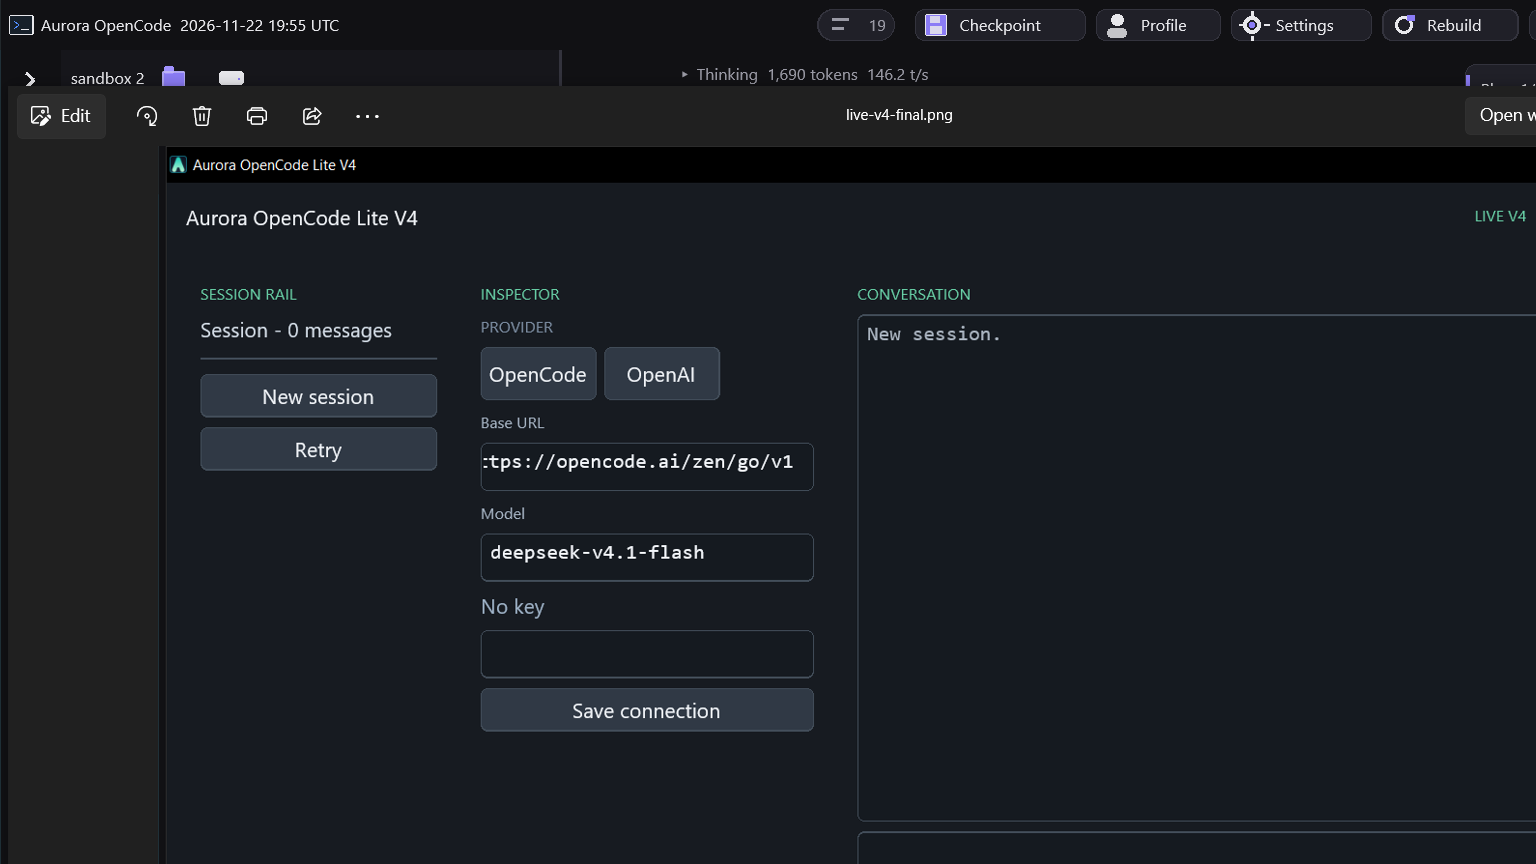 Aurora OpenCode 2026-11-22 19:55 UTC
19
Checkpoint
Profile
Settings
Rebuild
sandbox 2
Thinking 1,690 tokens 146.2 t/s
Edit
live-v4-final.png
Open
Aurora OpenCode Lite V4
Aurora OpenCode Lite V4
LIVE V4
SESSION RAIL
Session - 0 messages
New session
Retry
INSPECTOR
PROVIDER
OpenCode
OpenAI
Base URL
ttps://opencode.ai/zen/go/v1
Model
deepseek-v4.1-flash
No key
Save connection
CONVERSATION
New session.